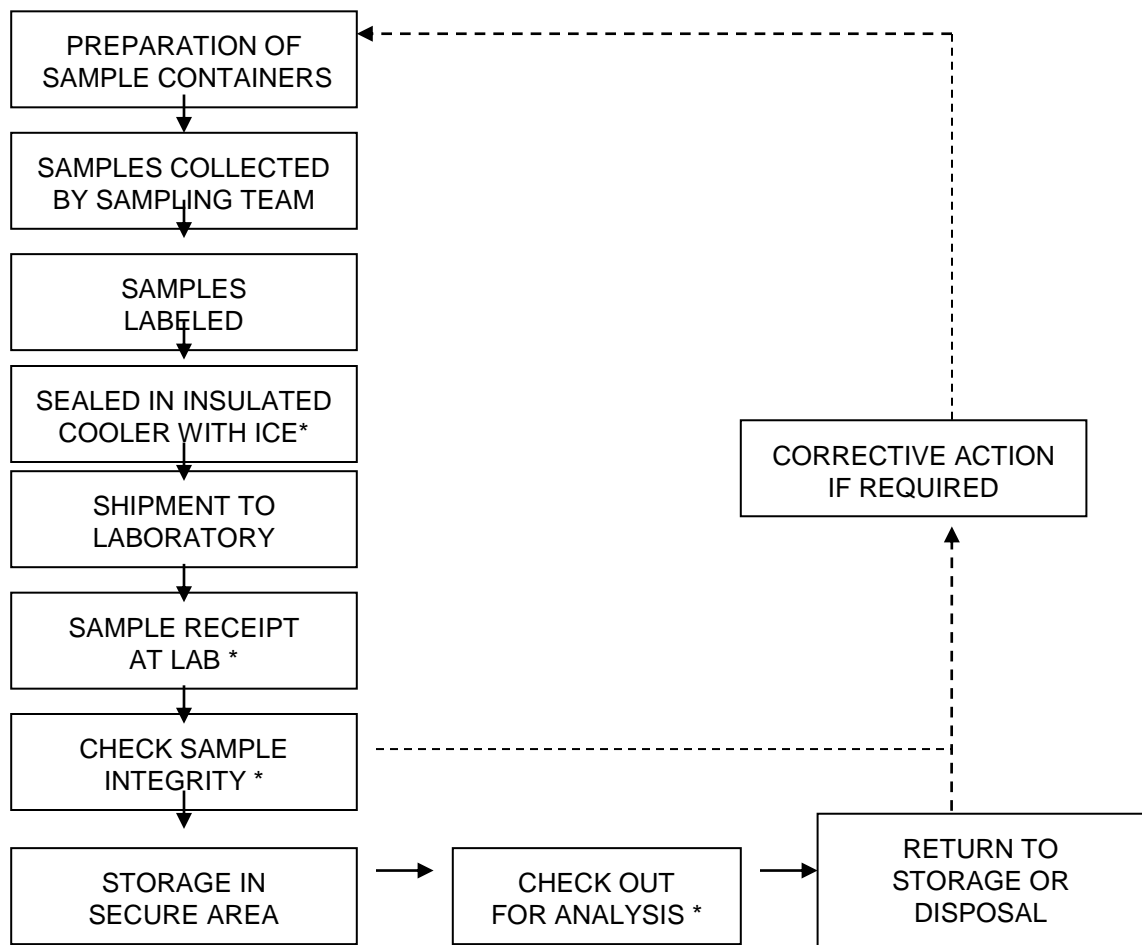 PREPARATION OF
SAMPLE CONTAINERS
SAMPLES COLLECTED
BY SAMPLING TEAM
SAMPLES
LABELED
SEALED IN INSULATED
COOLER WITH ICE*
CORRECTIVE ACTION
IF REQUIRED
SHIPMENT TO
LABORATORY
SAMPLE RECEIPT
AT LAB *
CHECK SAMPLE
INTEGRITY *
STORAGE IN
SECURE AREA
CHECK OUT
FOR ANALYSIS *
RETURN TO
STORAGE OR
DISPOSAL